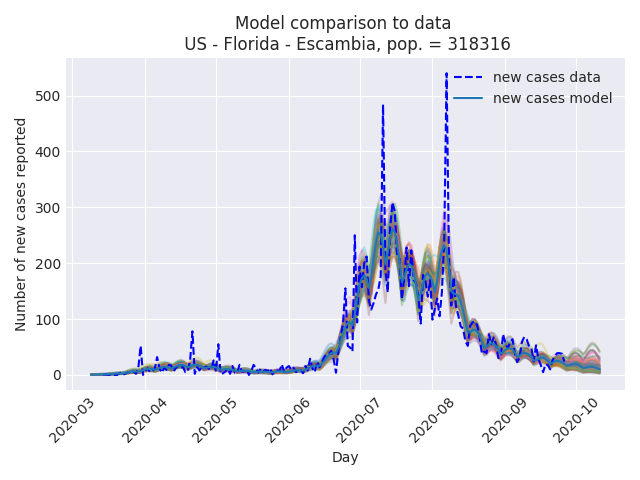 Model comparison to data
US - Florida - Escambia, pop. = 318316
new cases data
new cases model
Number of new cases reported
500
400
300
200
100
0
2020-03
2020-04
2020-05
2020-06
2020-07
2020-08
2020-09
2020-10
Day